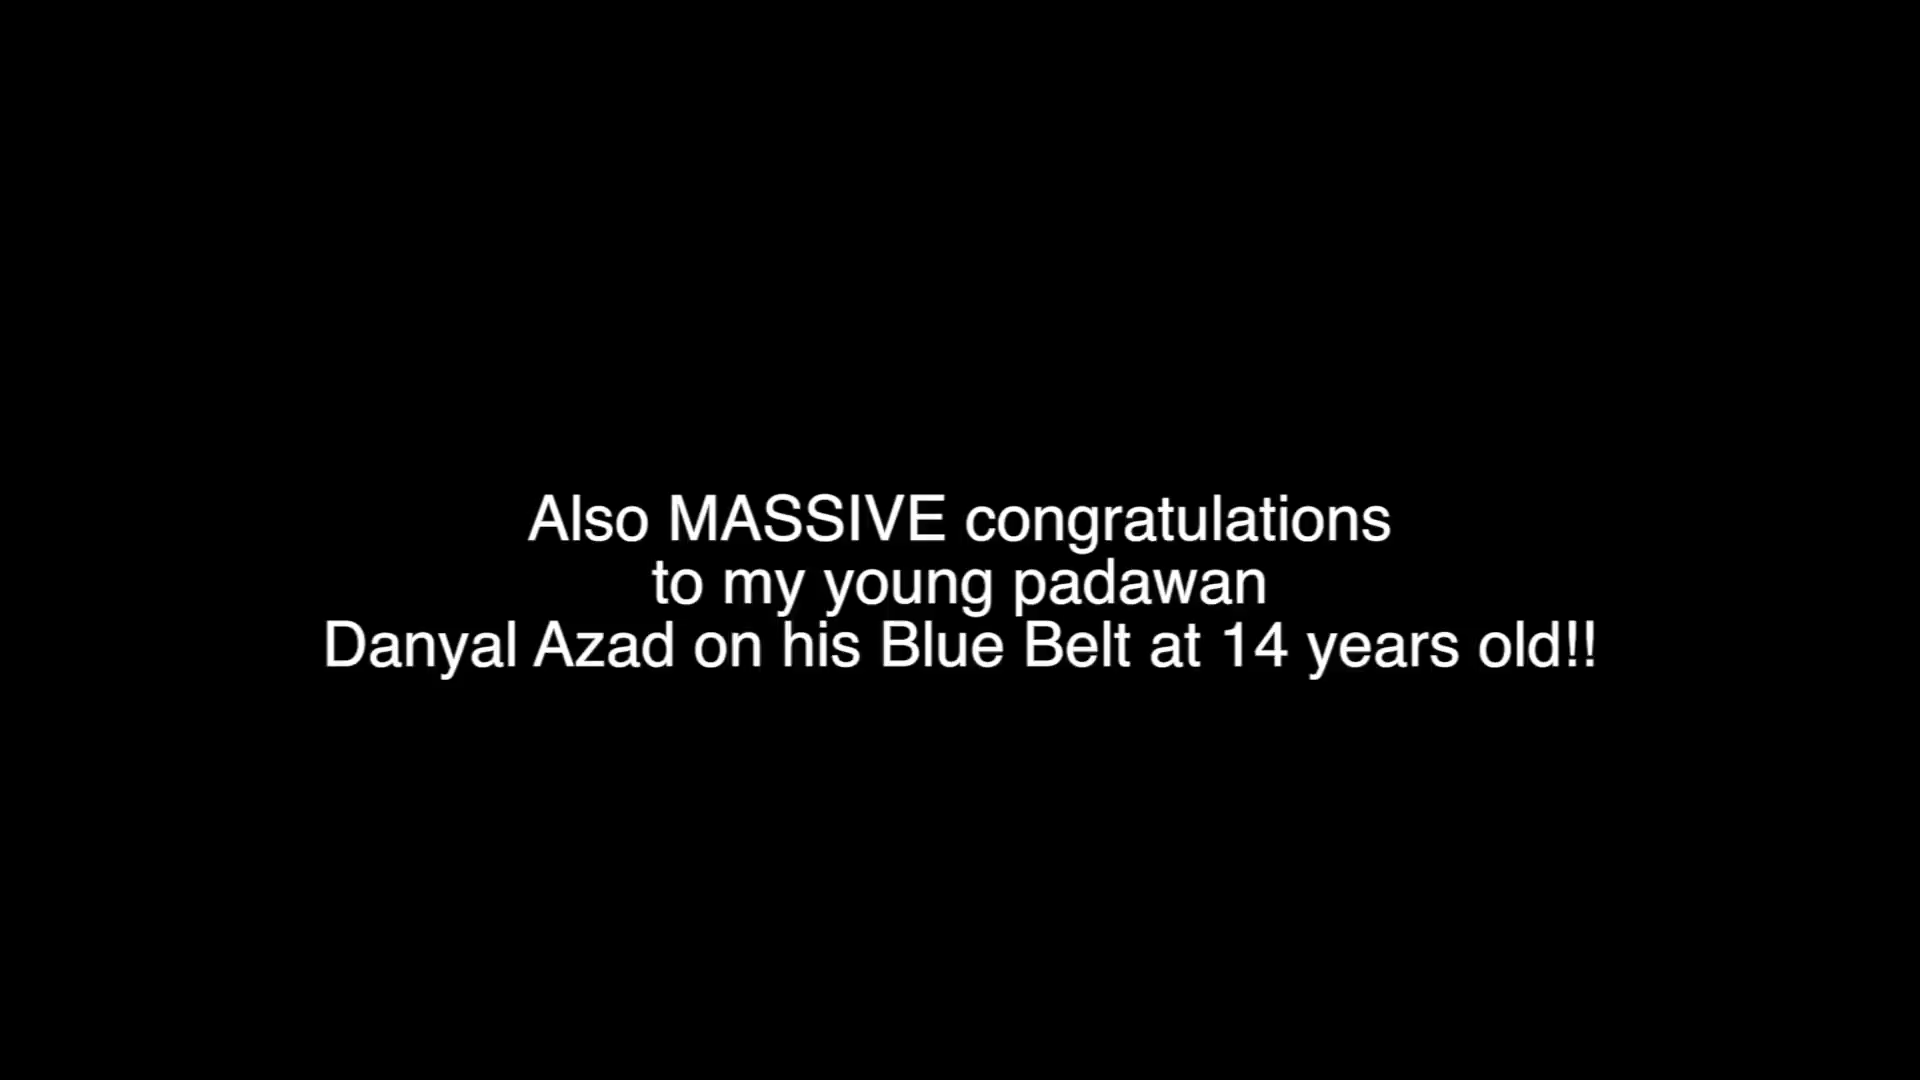 Also MASSIVE congratulations
to my young padawan
Danyal Azad on his Blue Belt at 14 years old!!